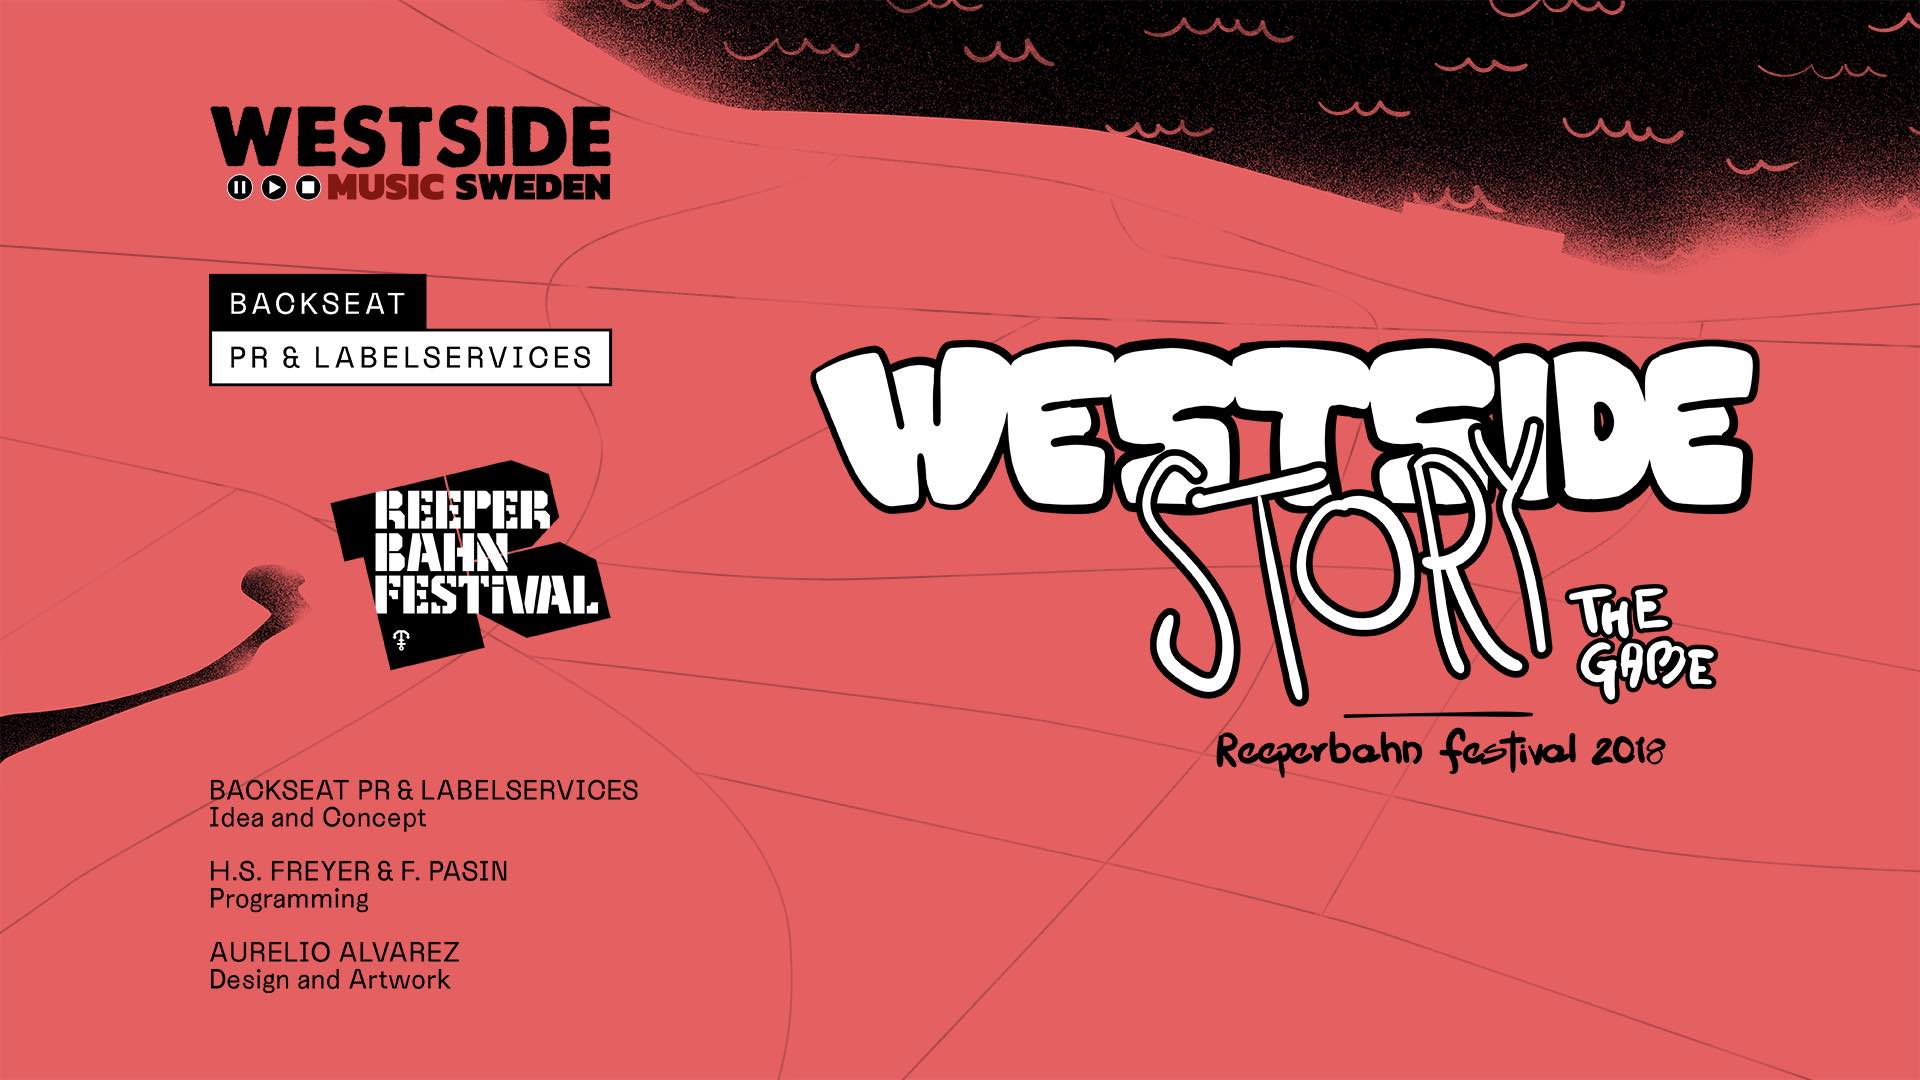 WESTSIDE
MUSIC SWEDEN
BACKSEAT
PR & LABELSERVICES
REEPER
BAHN
FESTiVAL
BACKSEAT PR & LABELSERVICES
Idea and Concept
H.S. FREYER & F. PASIN
Programming
AURELIO ALVAREZ
Design and Artwork
WESTSIDE
STORY
THE
GAME
Reeperbahn festival 2018